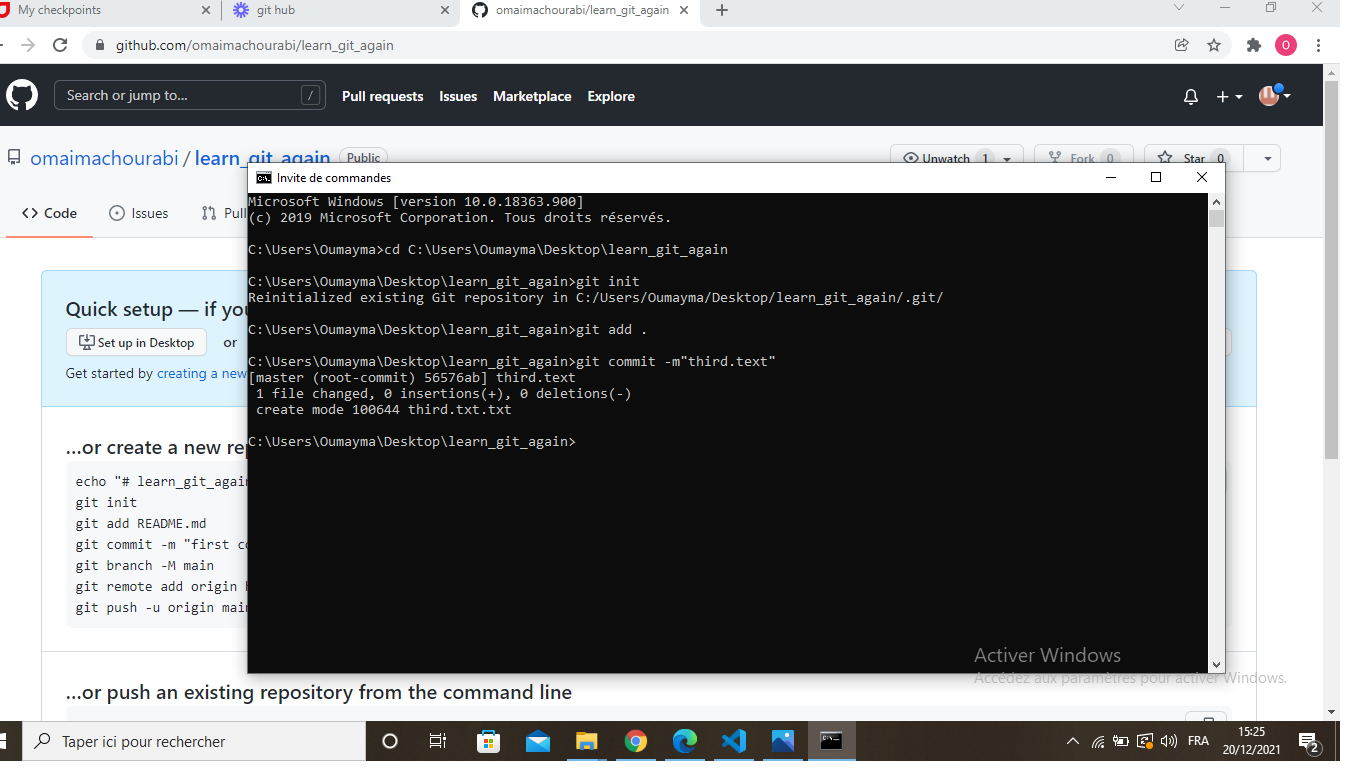 My checkpoints
git hub
omaimachourabi/learn_git_again
github.com/omaimachourabi/learn_git_again
O
Search or jump to...
/
Pull requests Issues Marketplace Explore
omaimachourabi / learn_git_again Public
Unwatch 1
Fork 0
Star 0
Code Issues Pull
Invite de commandes
Microsoft Windows [version 10.0.18363.900]
(c) 2019 Microsoft Corporation. Tous droits réservés.
C:\Users\Oumayma>cd C:\Users\Oumayma\Desktop\learn_git_again
C:\Users\Oumayma\Desktop\learn_git_again>git init
Reinitialized existing Git repository in C:/Users/Oumayma/Desktop/learn_git_again/.git/
C:\Users\Oumayma\Desktop\learn_git_again>git add .
C:\Users\Oumayma\Desktop\learn_git_again>git commit -m"third.text"
[master (root-commit) 56576ab] third.text
1 file changed, 0 insertions(+), 0 deletions(-)
create mode 100644 third.txt.txt
C:\Users\Oumayma\Desktop\learn_git_again>
Quick setup — if you
Set up in Desktop or
Get started by creating a new
...or create a new
echo "# learn_git_again
git init
git add README.md
git commit -m "first
git branch -M main
git remote add origin
git push -u origin main
...or push an existing repository from the command line
Activer Windows
Accédez aux paramètres pour activer Windows.
Taper ici pour rechercher
FRA
15:25
20/12/2021
2